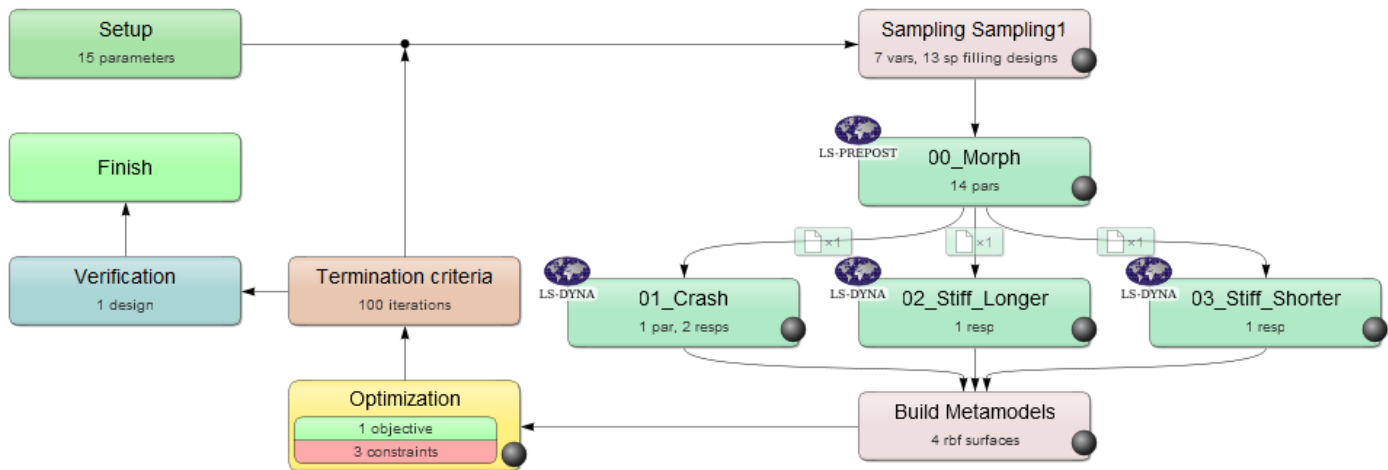 Setup
15 parameters
Sampling Sampling1
7 vars, 13 sp filling designs
LS-PREPOST
00_Morph
14 pars
Finish
×1
×1
×1
Verification
1 design
Termination criteria
100 iterations
LS-DYNA
01_Crash
1 par, 2 resps
LS-DYNA
02_Stiff_Longer
1 resp
LS-DYNA
03_Stiff_Shorter
1 resp
Optimization
1 objective
3 constraints
Build Metamodels
4 rbf surfaces